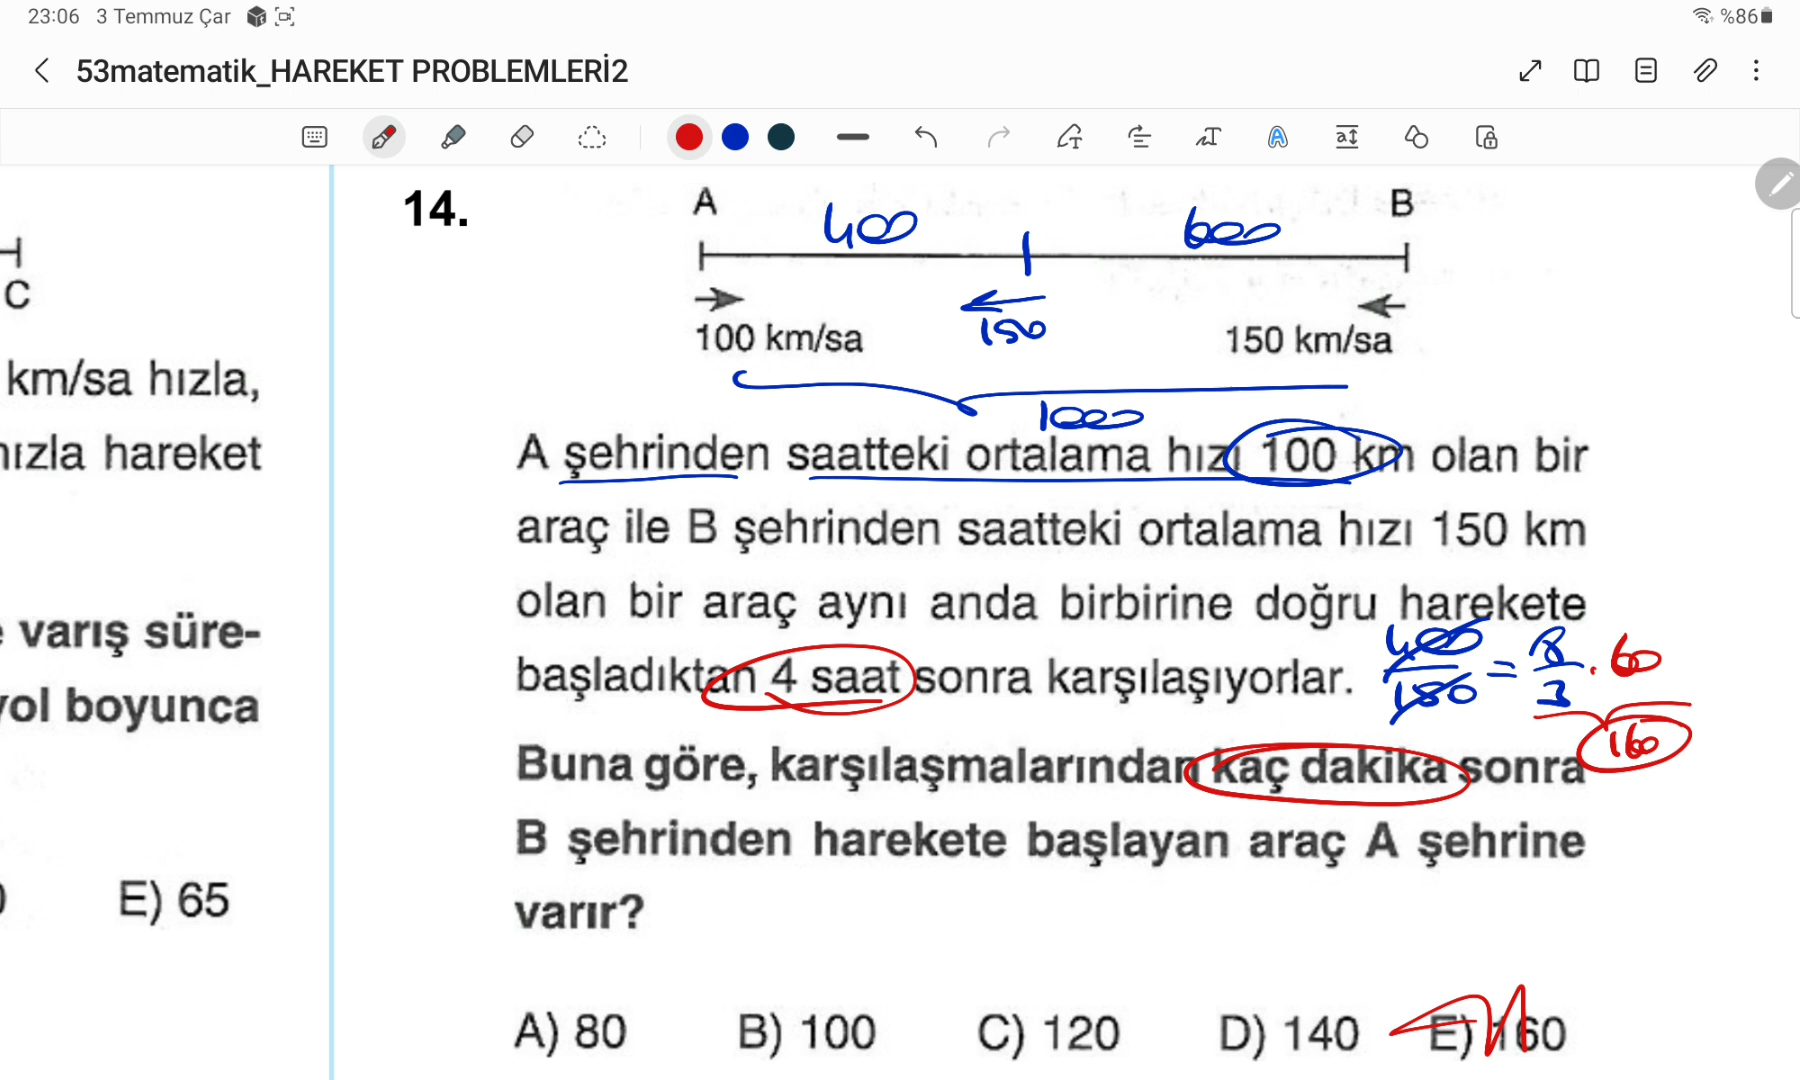 23:06 3 Temmuz Çar %86
53matematik_HAREKET PROBLEMLERİ2
14.
A B
400 600
C
100 km/sa 150 150 km/sa
1000
km/sa hızla,
hızla hareket
e varış süre-
yol boyunca
E) 65
A şehrinden saatteki ortalama hızı 100 km olan bir
araç ile B şehrinden saatteki ortalama hızı 150 km
olan bir araç aynı anda birbirine doğru harekete
başladıktan 4 saat sonra karşılaşıyorlar.
400/150 = 8/3 . 60
160
Buna göre, karşılaşmalarından kaç dakika sonra
B şehrinden harekete başlayan araç A şehrine
varır?
A) 80 B) 100 C) 120 D) 140 E) 160